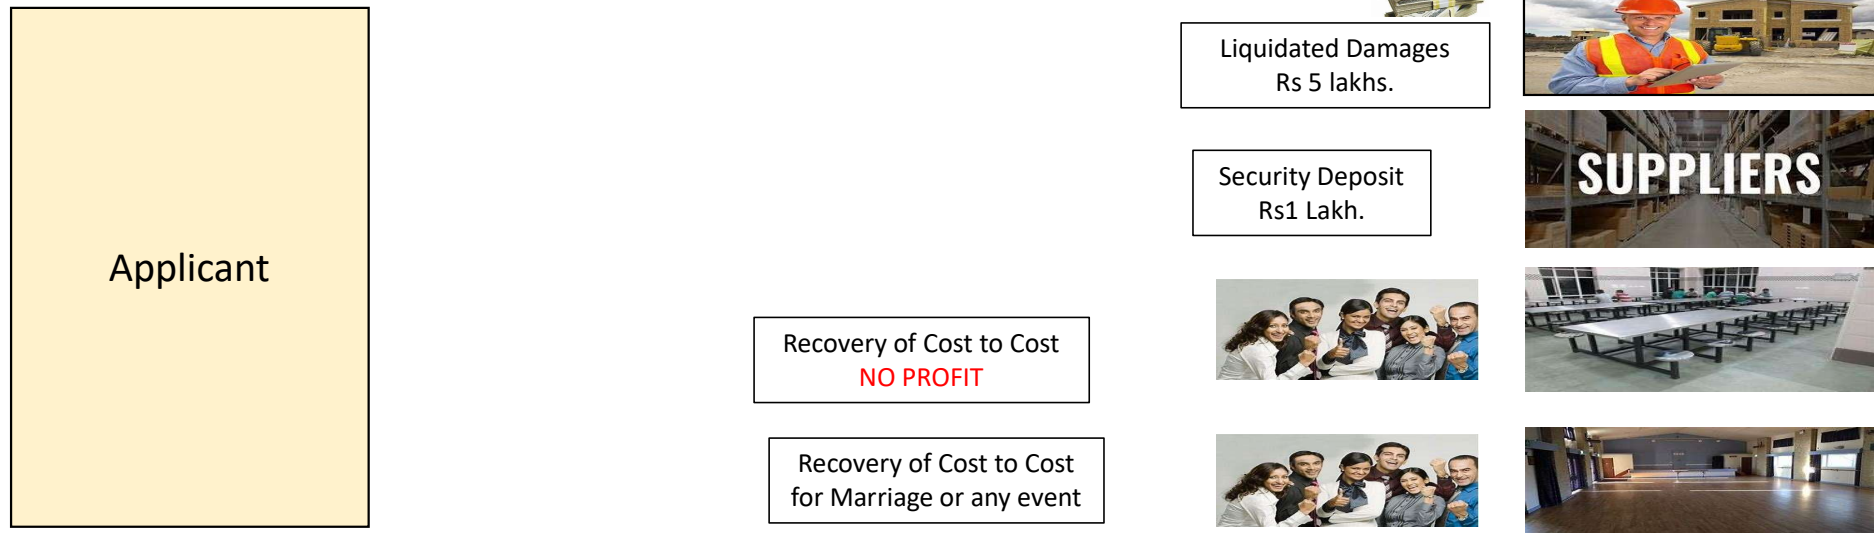 Liquidated Damages
Rs 5 lakhs.
SUPPLIERS
Security Deposit
Rs1 Lakh.
Applicant
Recovery of Cost to Cost
NO PROFIT
Recovery of Cost to Cost
for Marriage or any event